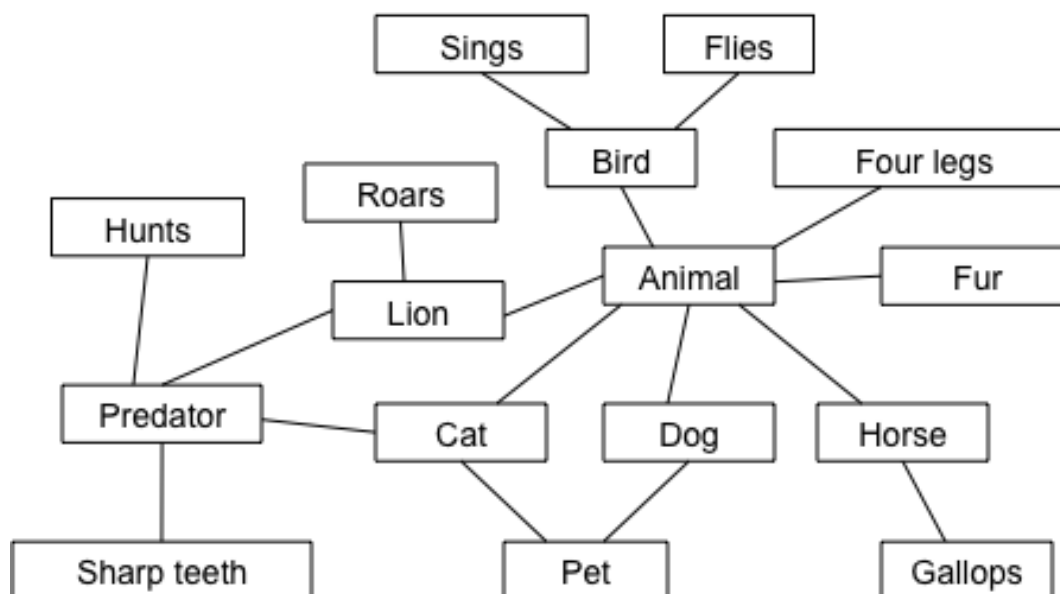 Sings
Flies
Bird
Four legs
Roars
Hunts
Animal
Fur
Lion
Predator
Cat
Dog
Horse
Sharp teeth
Pet
Gallops